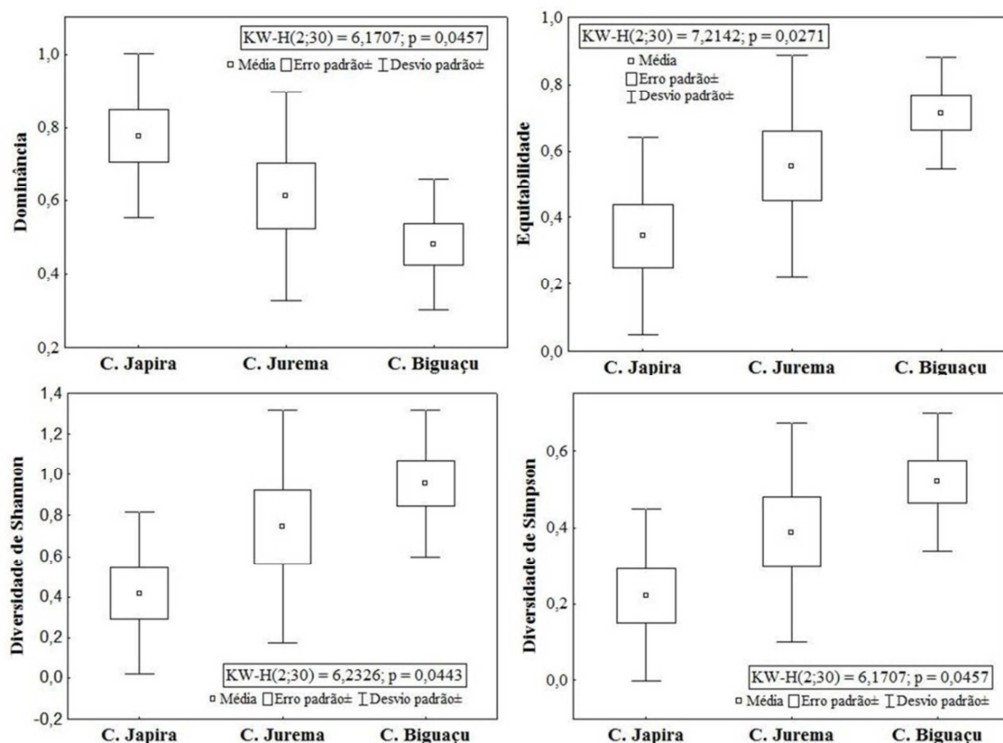 KW-H(2;30) = 6,1707; p = 0,0457
Média Erro padrão± Desvio padrão±
Dominância
1,0
0,8
0,6
0,4
0,2
C. Japira C. Jurema C. Biguaçu
KW-H(2;30) = 7,2142; p = 0,0271
Média
Erro padrão±
Desvio padrão±
Equitabilidade
1,0
0,8
0,6
0,4
0,2
0,0
C. Japira C. Jurema C. Biguaçu
Diversidade de Shannon
1,4
1,2
1,0
0,8
0,6
0,4
0,2
0,0
-0,2
KW-H(2;30) = 6,2326; p = 0,0443
Média Erro padrão± Desvio padrão±
C. Japira C. Jurema C. Biguaçu
Diversidade de Simpson
0,6
0,4
0,2
0,0
KW-H(2;30) = 6,1707; p = 0,0457
Média Erro padrão± Desvio padrão±
C. Japira C. Jurema C. Biguaçu